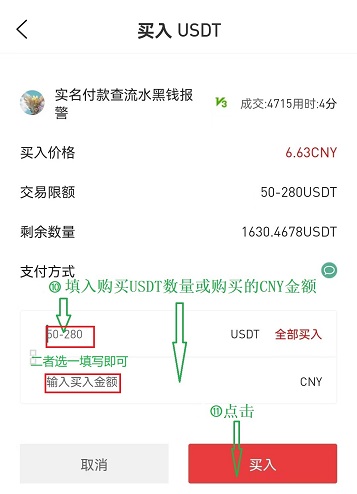 买入 USDT
实名付款查流水黑钱报
警
V3
成交:4715用时:4分
买入价格
6.63CNY
交易限额
50-280USDT
剩余数量
1630.4678USDT
支付方式
⑩填入购买USDT数量或购买的CNY金额
50-280
USDT
全部买入
二者选一填写即可
输入买入金额
CNY
⑪点击
取消
买入